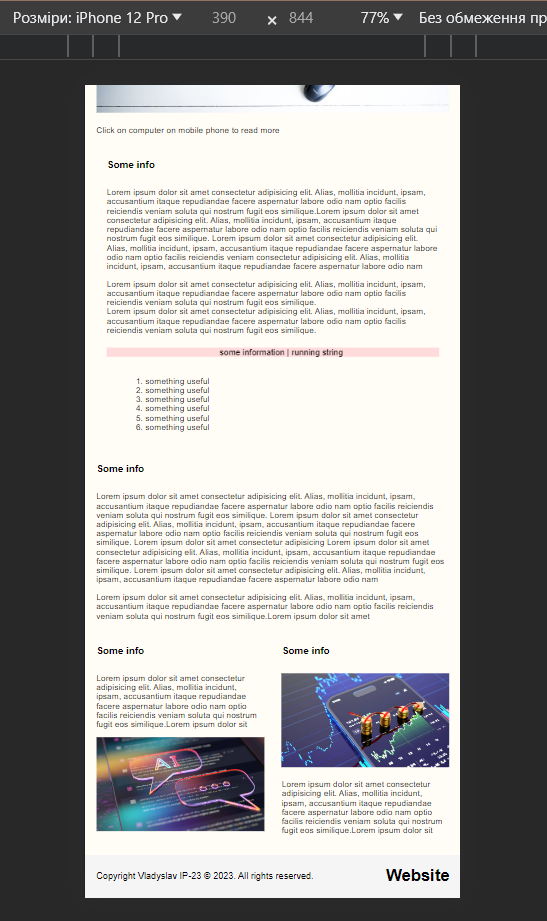 Розміри: iPhone 12 Pro 390 × 844 77% Без обмеження пр
Click on computer on mobile phone to read more
Some info
Lorem ipsum dolor sit amet consectetur adipisicing elit. Alias, mollitia incidunt, ipsam,
accusantium itaque repudiandae facere aspernatur labore odio nam optio facilis
reiciendis veniam soluta qui nostrum fugit eos similique.Lorem ipsum dolor sit amet
consectetur adipisicing elit. Alias, mollitia incidunt, ipsam, accusantium itaque
repudiandae facere aspernatur labore odio nam optio facilis reiciendis veniam soluta qui
nostrum fugit eos similique. Lorem ipsum dolor sit amet consectetur adipisicing elit.
Alias, mollitia incidunt, ipsam, accusantium itaque repudiandae facere aspernatur labore
odio nam optio facilis reiciendis veniam consectetur adipisicing elit. Alias, mollitia
incidunt, ipsam, accusantium itaque repudiandae facere aspernatur labore odio nam
Lorem ipsum dolor sit amet consectetur adipisicing elit. Alias, mollitia incidunt, ipsam,
accusantium itaque repudiandae facere aspernatur labore odio nam optio facilis
reiciendis veniam soluta qui nostrum fugit eos similique.
Lorem ipsum dolor sit amet consectetur adipisicing elit. Alias, mollitia incidunt, ipsam,
accusantium itaque repudiandae facere aspernatur labore odio nam optio facilis
reiciendis veniam soluta qui nostrum fugit eos similique.
some information | running string
1. something useful
2. something useful
3. something useful
4. something useful
5. something useful
6. something useful
Some info
Lorem ipsum dolor sit amet consectetur adipisicing elit. Alias, mollitia incidunt, ipsam,
accusantium itaque repudiandae facere aspernatur labore odio nam optio facilis reiciendis
veniam soluta qui nostrum fugit eos similique. Lorem ipsum dolor sit amet consectetur
adipisicing elit. Alias, mollitia incidunt, ipsam, accusantium itaque repudiandae facere
aspernatur labore odio nam optio facilis reiciendis veniam soluta qui nostrum fugit eos
similique. Lorem ipsum dolor sit amet consectetur adipisicing Lorem ipsum dolor sit amet
consectetur adipisicing elit. Alias, mollitia incidunt, ipsam, accusantium itaque repudiandae
facere aspernatur labore odio nam optio facilis reiciendis veniam soluta qui nostrum fugit eos
similique. Lorem ipsum dolor sit amet consectetur adipisicing elit. Alias, mollitia incidunt,
ipsam, accusantium itaque repudiandae facere aspernatur labore odio nam
Lorem ipsum dolor sit amet consectetur adipisicing elit. Alias, mollitia incidunt, ipsam,
accusantium itaque repudiandae facere aspernatur labore odio nam optio facilis reiciendis
veniam soluta qui nostrum fugit eos similique.Lorem ipsum dolor sit amet
Some info
Lorem ipsum dolor sit amet consectetur
adipisicing elit. Alias, mollitia incidunt,
ipsam, accusantium itaque repudiandae
facere aspernatur labore odio nam optio
facilis reiciendis veniam soluta qui nostrum
fugit eos similique.Lorem ipsum dolor sit
AI
Some info
Lorem ipsum dolor sit amet consectetur
adipisicing elit. Alias, mollitia incidunt,
ipsam, accusantium itaque repudiandae
facere aspernatur labore odio nam optio
facilis reiciendis veniam soluta qui nostrum
fugit eos similique.Lorem ipsum dolor sit
Copyright Vladyslav IP-23 © 2023. All rights reserved.
Website